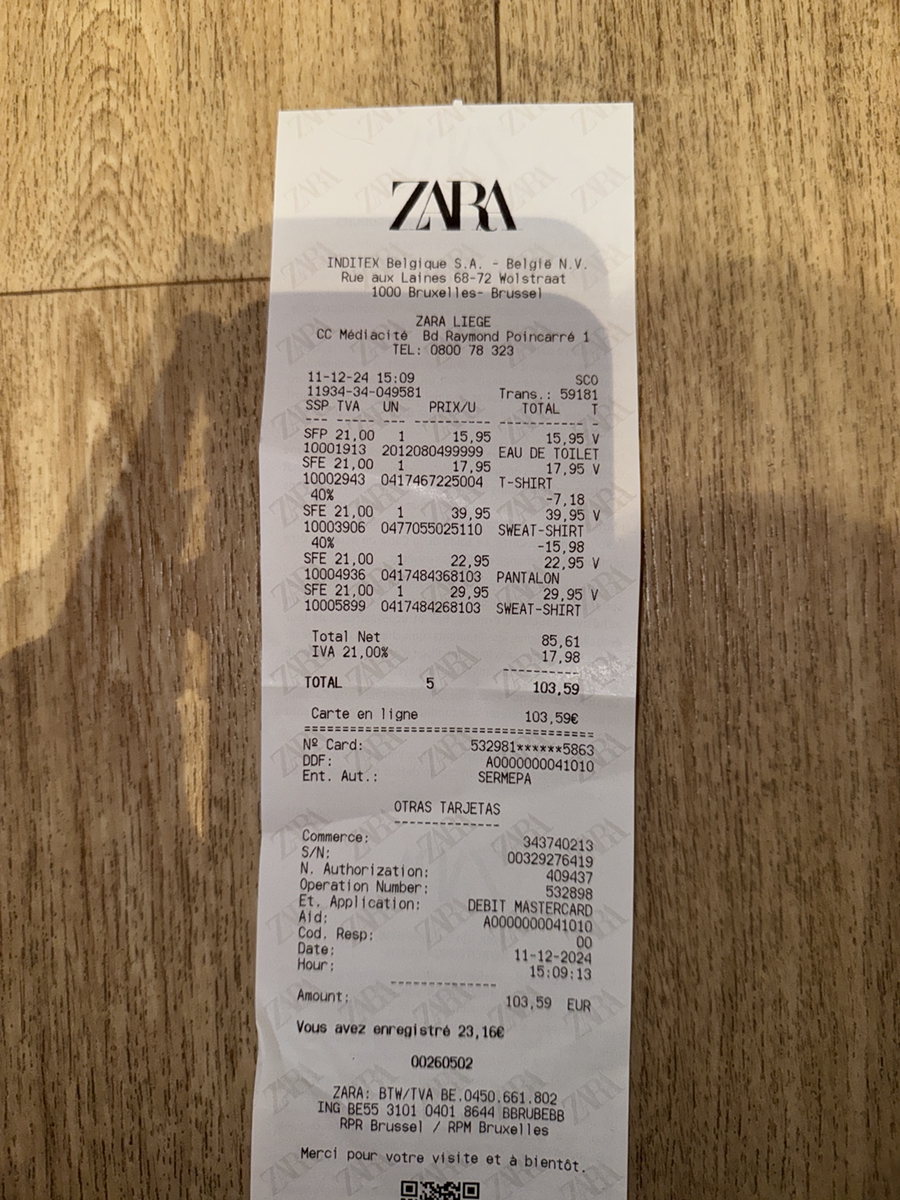 ZARA
INDITEX Belgique S.A. - België N.V.
Rue aux Laines 68-72 Wolstraat
1000 Bruxelles- Brussel
ZARA LIEGE
CC Médiacité Bd Raymond Poincarré 1
TEL: 0800 78 323
11-12-24 15:09 SCO
11934-34-049581 Trans.: 59181
SSP TVA UN PRIX/U TOTAL T
--- --- --- ---------- ----------- -
SFP 21,00 1 15,95 15,95 V
10001913 2012080499999 EAU DE TOILET
SFE 21,00 1 17,95 17,95 V
10002943 0417467225004 T-SHIRT
40% -7,18
SFE 21,00 1 39,95 39,95 V
10003906 0477055025110 SWEAT-SHIRT
40% -15,98
SFE 21,00 1 22,95 22,95 V
10004936 0417484368103 PANTALON
SFE 21,00 1 29,95 29,95 V
10005899 0417484268103 SWEAT-SHIRT
Total Net 85,61
IVA 21,00% 17,98
----------
TOTAL 5 103,59
Carte en ligne 103,59€
======================================
Nº Card: 532981******5863
DDF: A0000000041010
Ent. Aut.: SERMEPA
OTRAS TARJETAS
-------------
Commerce: 343740213
S/N: 00329276419
N. Authorization: 409437
Operation Number: 532898
Et. Application: DEBIT MASTERCARD
Aid: A0000000041010
Cod. Resp: 00
Date: 11-12-2024
Hour: 15:09:13
-------------
Amount: 103,59 EUR
Vous avez enregistré 23,16€
00260502
ZARA: BTW/TVA BE.0450.661.802
ING BE55 3101 0401 8644 BBRUBEBB
RPR Brussel / RPM Bruxelles
Merci pour votre visite et à bientôt.